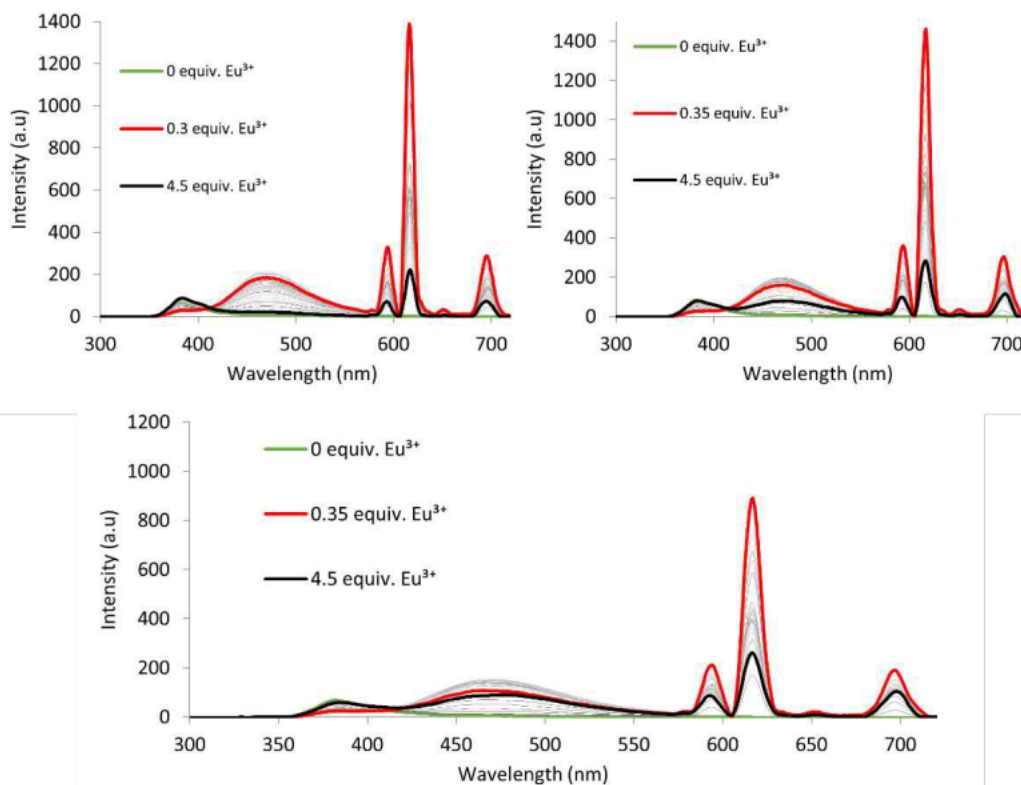 1400
1200
1000
800
600
400
200
0
Intensity (a.u)
0 equiv. Eu³⁺
0.3 equiv. Eu³⁺
4.5 equiv. Eu³⁺
300 400 500 600 700
Wavelength (nm)
1400
1200
1000
800
600
400
200
0
Intensity (a.u)
0 equiv. Eu³⁺
0.35 equiv. Eu³⁺
4.5 equiv. Eu³⁺
300 400 500 600 700
Wavelength (nm)
1200
1000
800
600
400
200
0
Intensity (a.u)
0 equiv. Eu³⁺
0.35 equiv. Eu³⁺
4.5 equiv. Eu³⁺
300 350 400 450 500 550 600 650 700
Wavelength (nm)